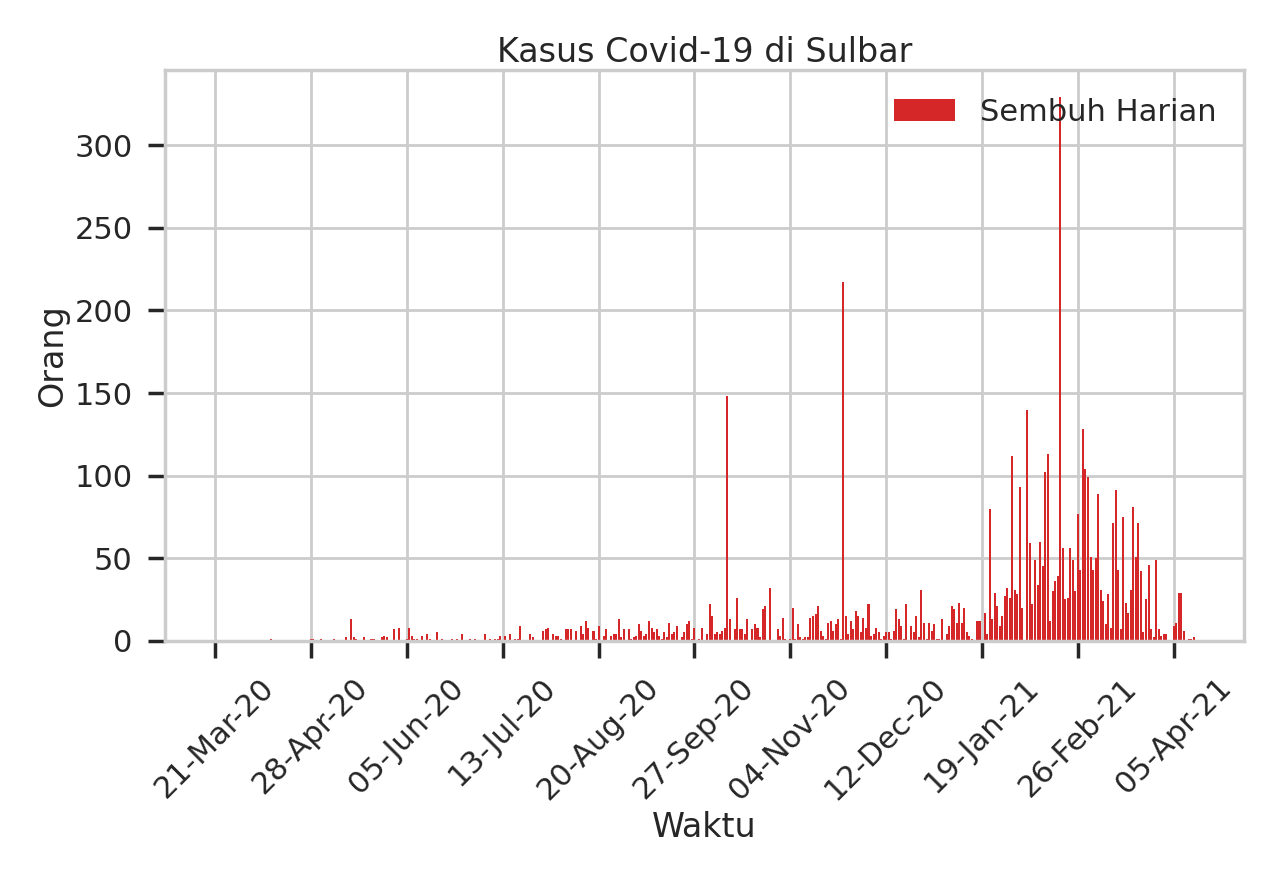 Kasus Covid-19 di Sulbar
Sembuh Harian
Orang
300
250
200
150
100
50
0
21-Mar-20
28-Apr-20
05-Jun-20
13-Jul-20
20-Aug-20
27-Sep-20
04-Nov-20
12-Dec-20
19-Jan-21
26-Feb-21
05-Apr-21
Waktu